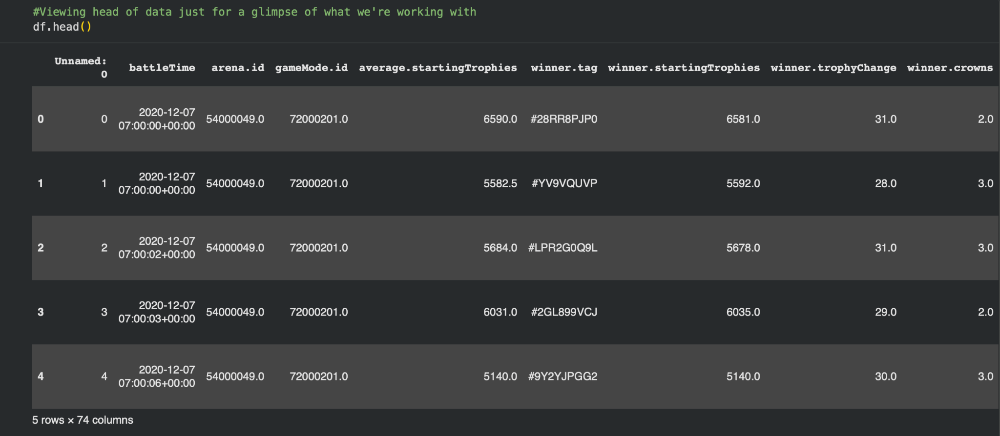 #Viewing head of data just for a glimpse of what we're working with
df.head()
Unnamed: 0 battleTime arena.id gameMode.id average.startingTrophies winner.tag winner.startingTrophies winner.trophyChange winner.crowns
0 0 2020-12-07 07:00:00+00:00 54000049.0 72000201.0 6590.0 #28RR8PJP0 6581.0 31.0 2.0
1 1 2020-12-07 07:00:00+00:00 54000049.0 72000201.0 5582.5 #YV9VQUVP 5592.0 28.0 3.0
2 2 2020-12-07 07:00:02+00:00 54000049.0 72000201.0 5684.0 #LPR2G0Q9L 5678.0 31.0 3.0
3 3 2020-12-07 07:00:03+00:00 54000049.0 72000201.0 6031.0 #2GL899VCJ 6035.0 29.0 2.0
4 4 2020-12-07 07:00:06+00:00 54000049.0 72000201.0 5140.0 #9Y2YJPGG2 5140.0 30.0 3.0
5 rows × 74 columns